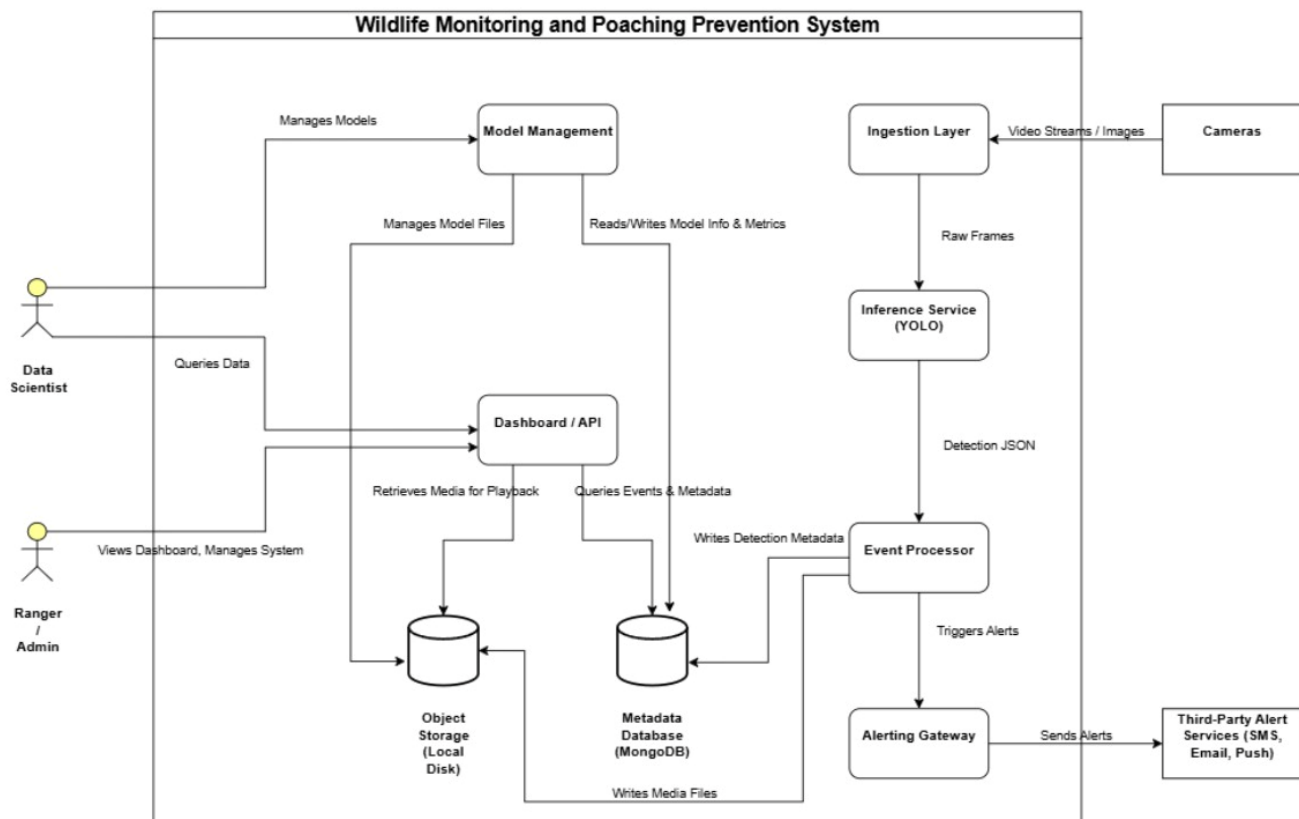 Wildlife Monitoring and Poaching Prevention System
Manages Models
Model Management
Ingestion Layer
Video Streams / Images
Cameras
Manages Model Files
Reads/Writes Model Info & Metrics
Raw Frames
Inference Service
(YOLO)
Data
Scientist
Queries Data
Dashboard / API
Detection JSON
Retrieves Media for Playback
Queries Events & Metadata
Writes Detection Metadata
Views Dashboard, Manages System
Event Processor
Ranger
/
Admin
Triggers Alerts
Object
Storage
(Local
Disk)
Metadata
Database
(MongoDB)
Alerting Gateway
Sends Alerts
Third-Party Alert
Services (SMS,
Email, Push)
Writes Media Files